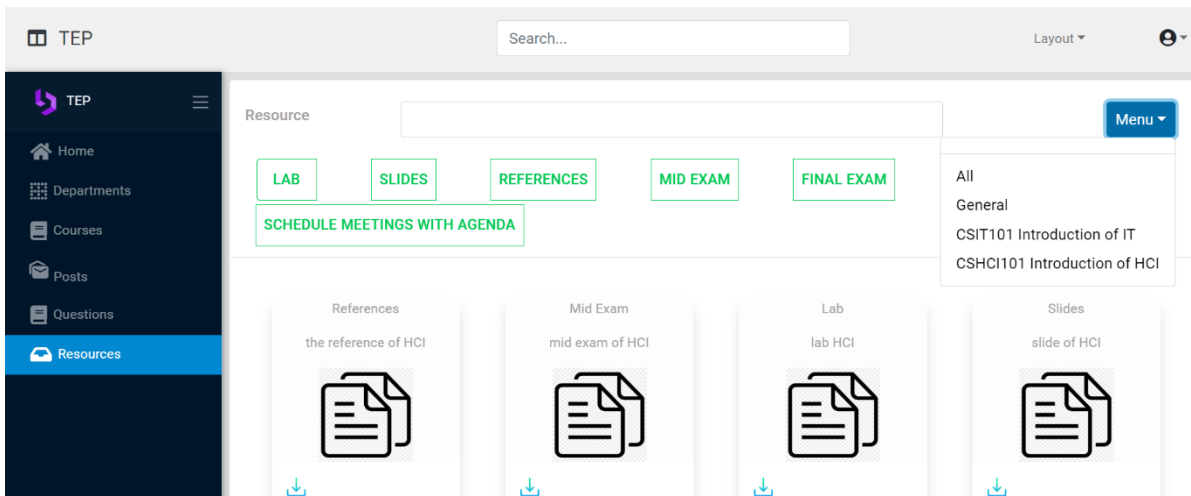 TEP
Search...
Layout
TEP
Home
Departments
Courses
Posts
Questions
Resources
Resource
Menu
LAB
SLIDES
REFERENCES
MID EXAM
FINAL EXAM
SCHEDULE MEETINGS WITH AGENDA
All
General
CSIT101 Introduction of IT
CSHCI101 Introduction of HCI
References
the reference of HCI
Mid Exam
mid exam of HCI
Lab
lab HCI
Slides
slide of HCI